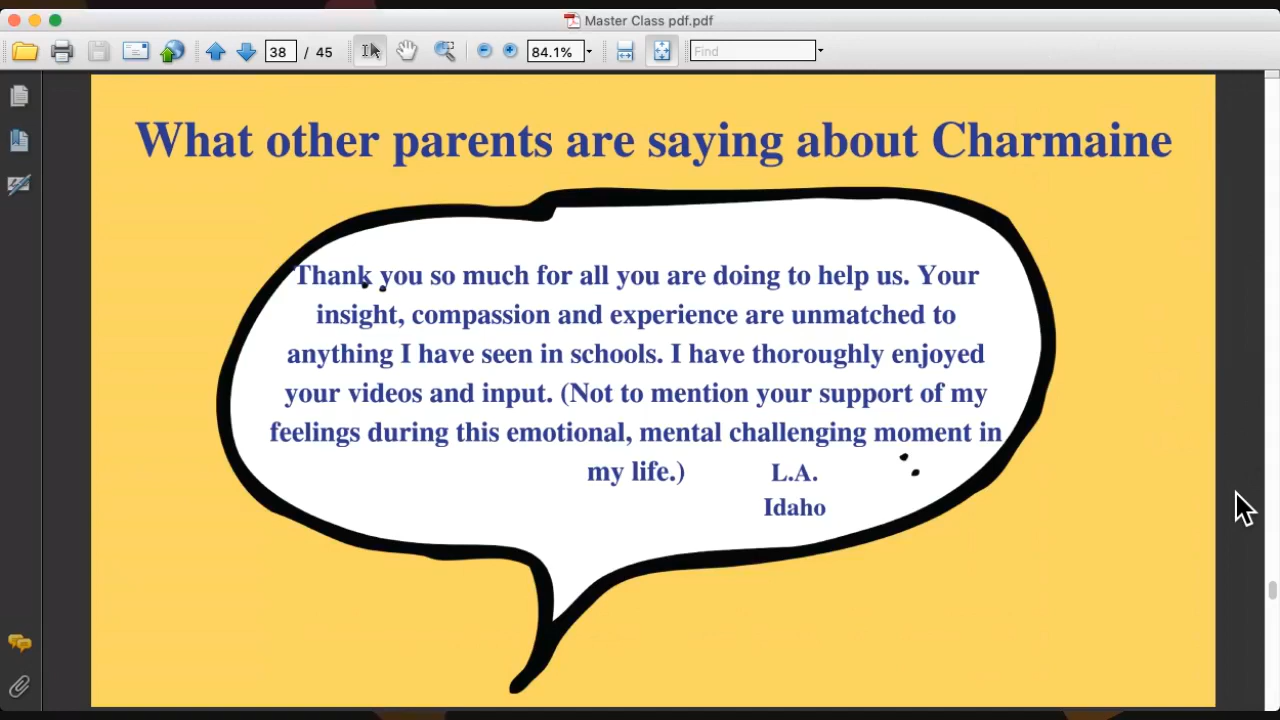 Master Class pdf.pdf
38 / 45
84.1%
Find
What other parents are saying about Charmaine
Thank you so much for all you are doing to help us. Your
insight, compassion and experience are unmatched to
anything I have seen in schools. I have thoroughly enjoyed
your videos and input. (Not to mention your support of my
feelings during this emotional, mental challenging moment in
my life.)
L.A.
Idaho